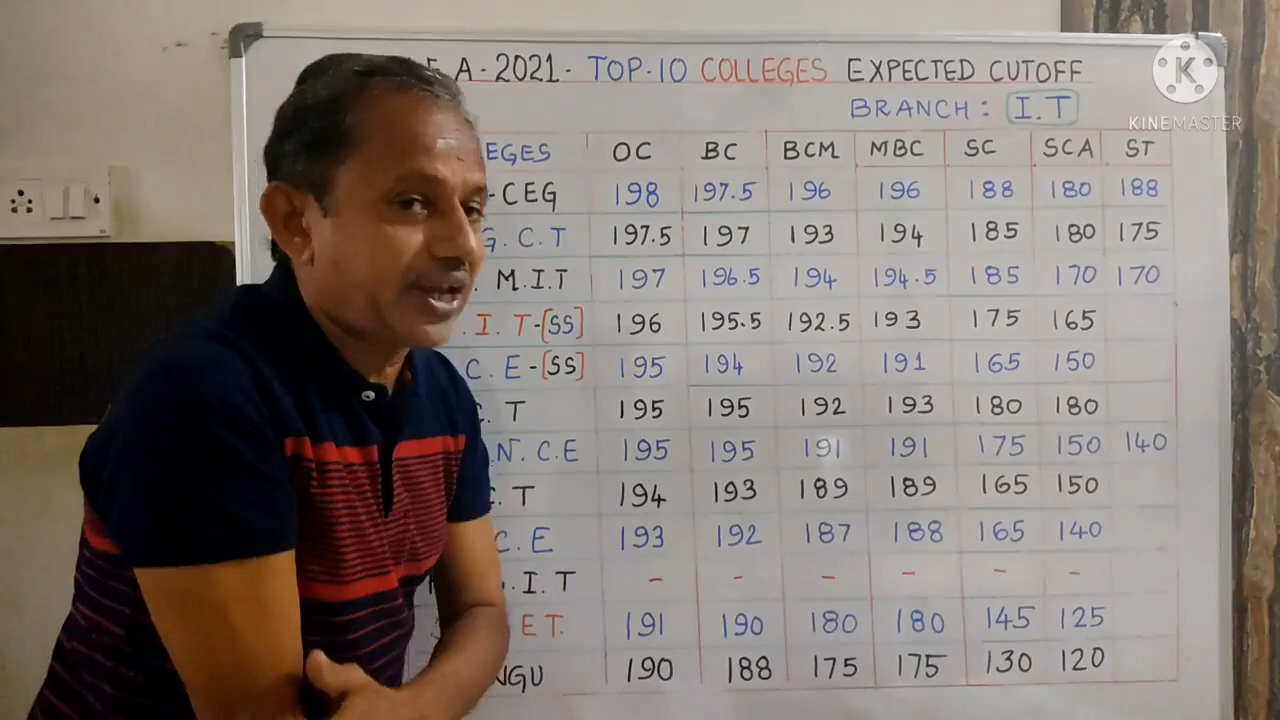 A-2021- TOP-10 COLLEGES EXPECTED CUTOFF
BRANCH: I.T
K
KINEMASTER
EGES OC BC BCM MBC SC SCA ST
-CEG 198 197.5 196 196 188 180 188
G.C.T 197.5 197 193 194 185 180 175
M.I.T 197 196.5 194 194.5 185 170 170
.I.T-[SS] 196 195.5 192.5 193 175 165
C.E-[SS] 195 194 192 191 165 150
.T 195 195 192 193 180 180
.N.C.E 195 195 191 191 175 150 140
.T 194 193 189 189 165 150
C.E 193 192 187 188 165 140
.I.T - - - - - -
ET. 191 190 180 180 145 125
NGU 190 188 175 175 130 120